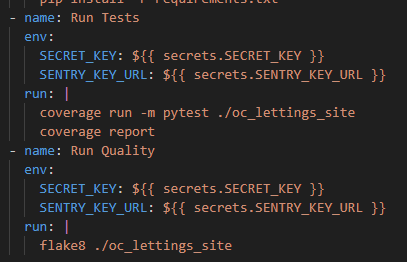 pip install -r requirements.txt
- name: Run Tests
env:
SECRET_KEY: ${{ secrets.SECRET_KEY }}
SENTRY_KEY_URL: ${{ secrets.SENTRY_KEY_URL }}
run: |
coverage run -m pytest ./oc_lettings_site
coverage report
- name: Run Quality
env:
SECRET_KEY: ${{ secrets.SECRET_KEY }}
SENTRY_KEY_URL: ${{ secrets.SENTRY_KEY_URL }}
run: |
flake8 ./oc_lettings_site